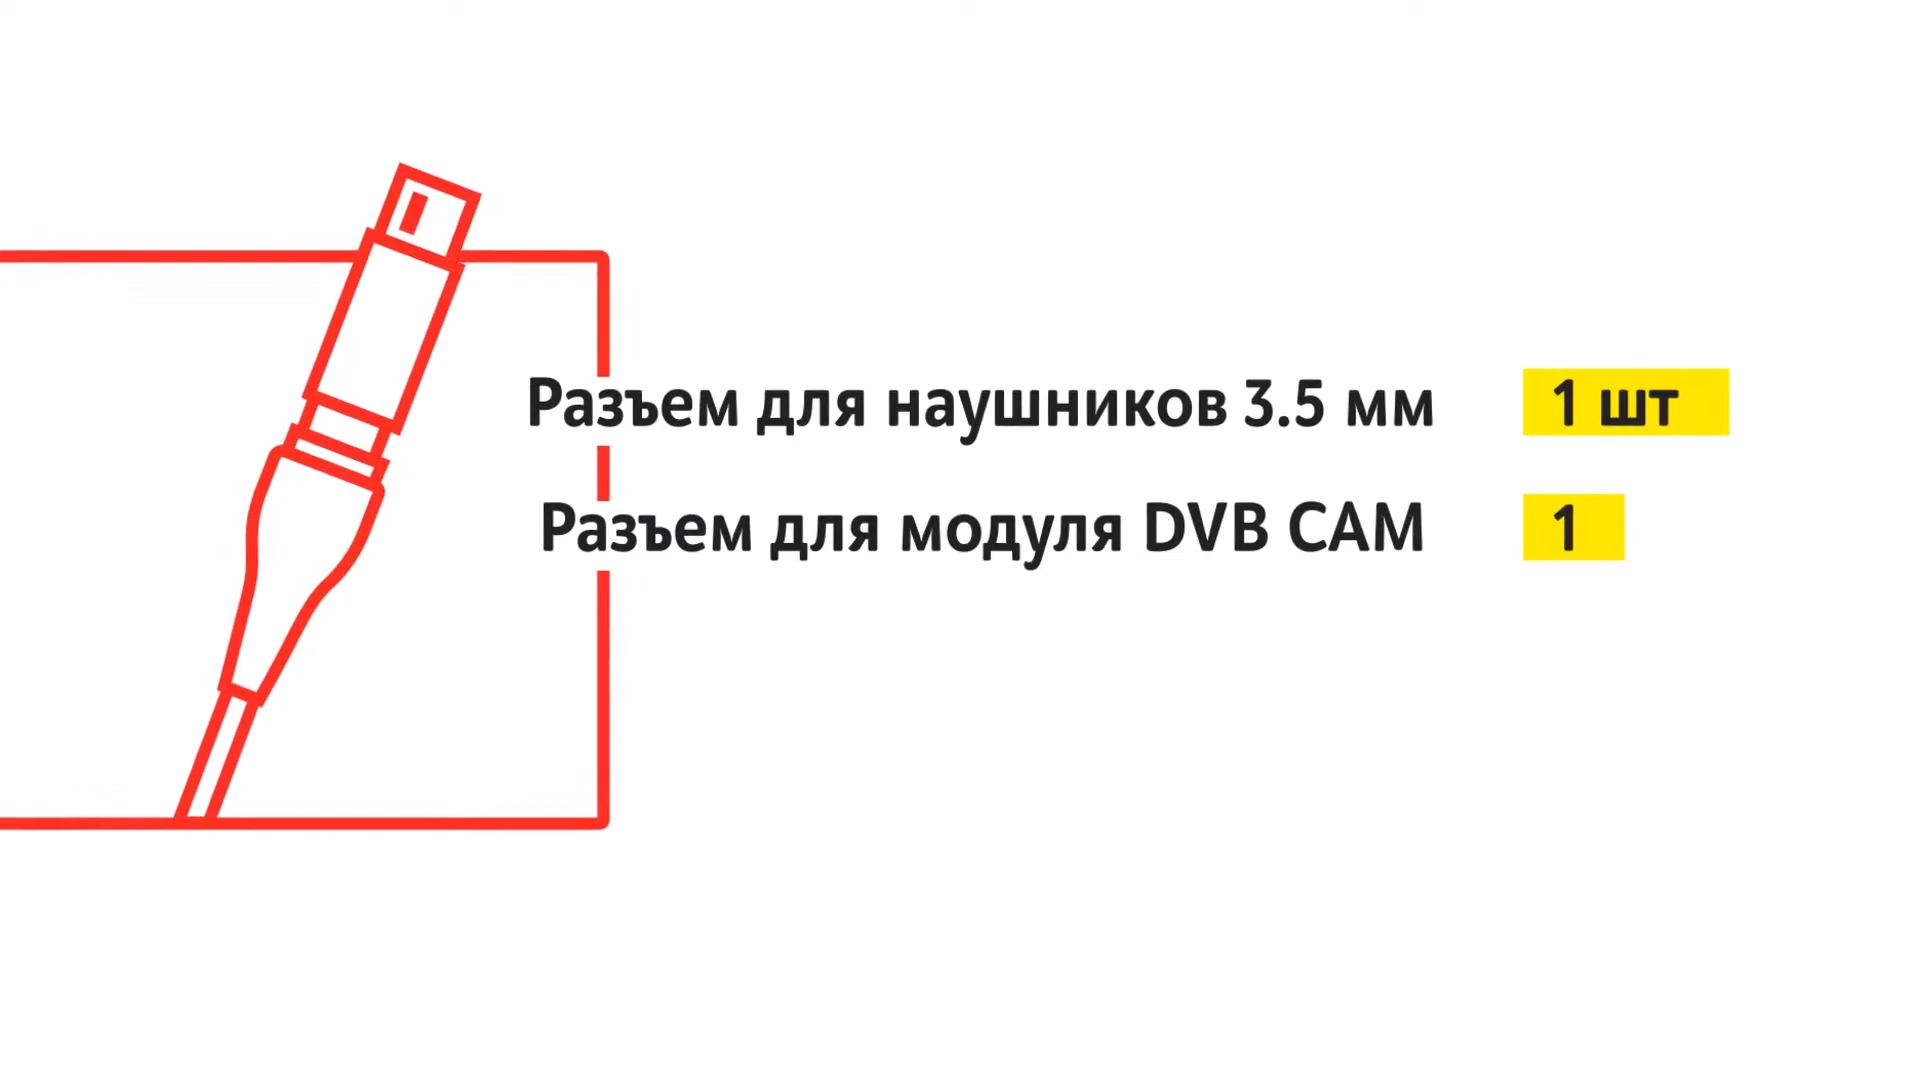 Разъем для наушников 3.5 мм 1 шт
Разъем для модуля DVB CAM 1